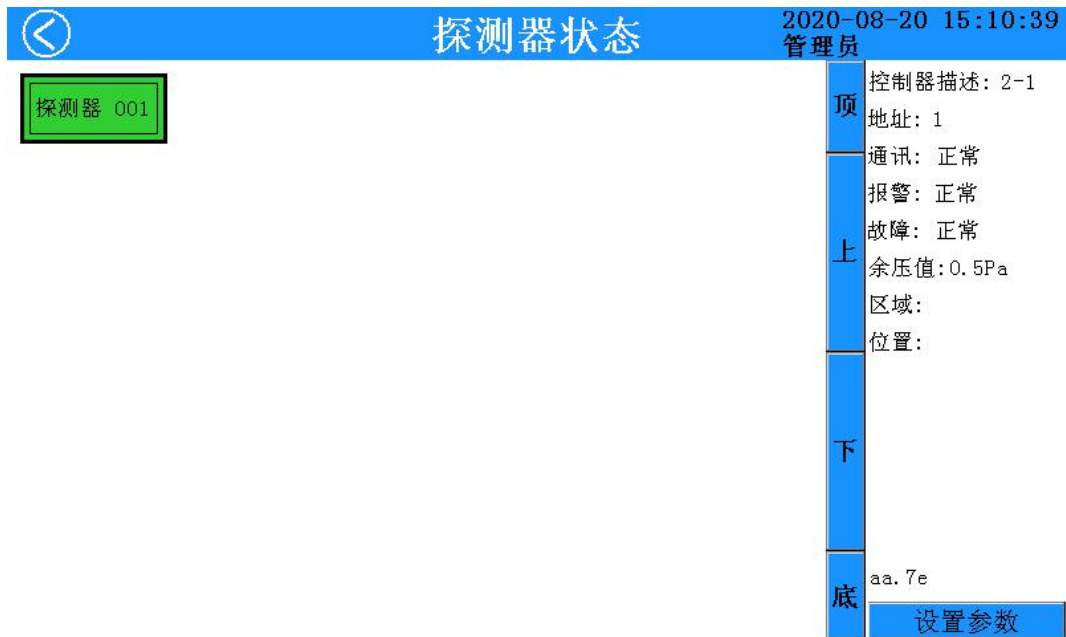 探测器状态
2020-08-20 15:10:39
管理员
探测器 001
顶
上
下
底
控制器描述: 2-1
地址: 1
通讯: 正常
报警: 正常
故障: 正常
余压值:0.5Pa
区域:
位置:
aa.7e
设置参数